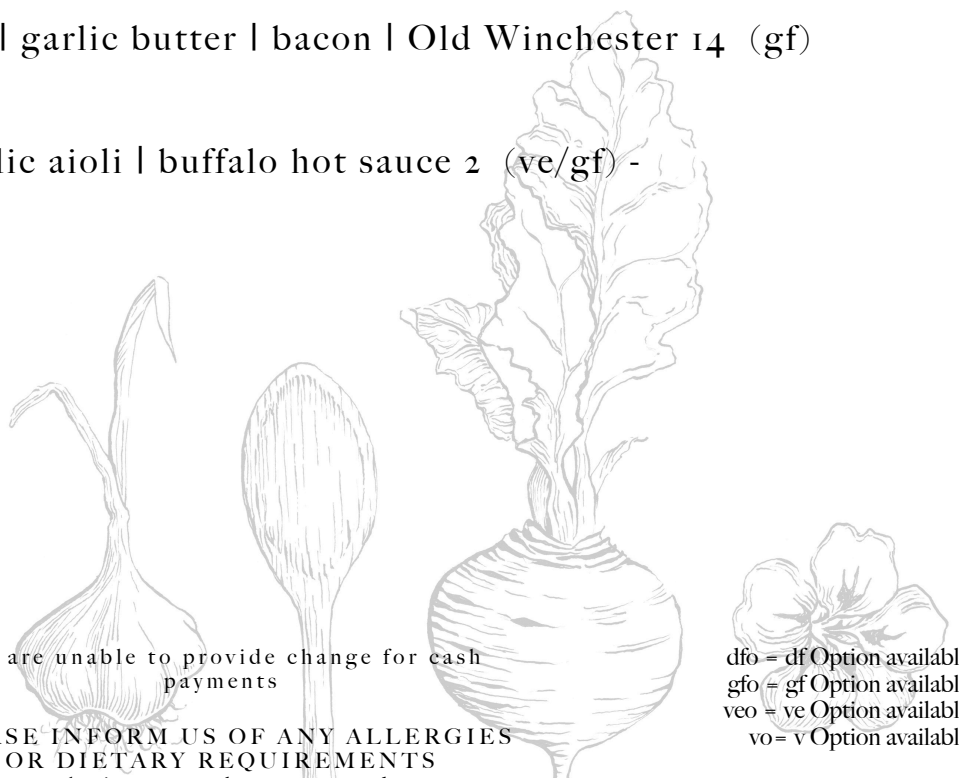 | garlic butter | bacon | Old Winchester 14 (gf)
lic aioli | buffalo hot sauce 2 (ve/gf) -
are unable to provide change for cash
payments
dfo = df Option availabl
gfo = gf Option availabl
veo = ve Option availabl
vo= v Option availabl
SE INFORM US OF ANY ALLERGIES
OR DIETARY REQUIREMENTS